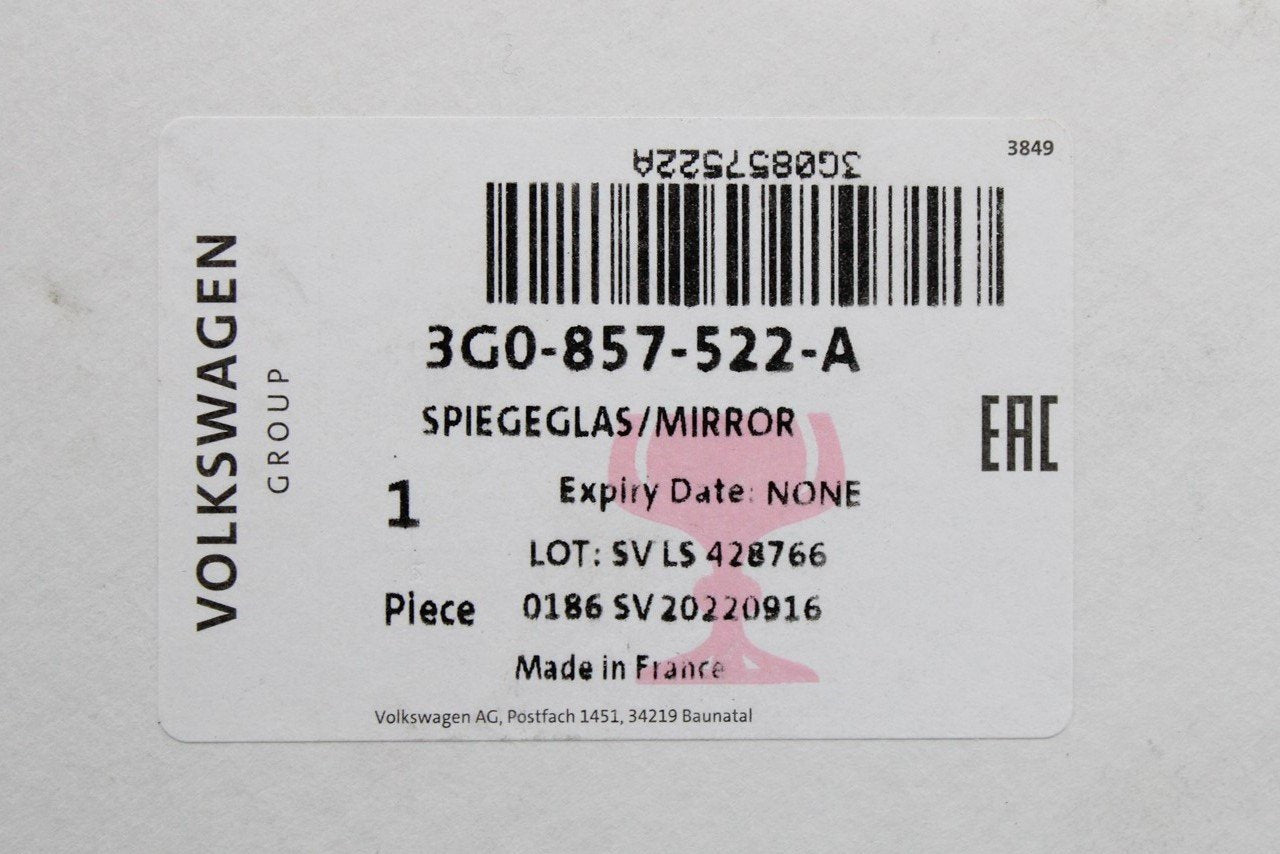 3849
3G0857522A
VOLKSWAGEN
GROUP
3G0-857-522-A
SPIEGEGLAS/MIRROR
EAC
1
Expiry Date: NONE
LOT: SV LS 428766
Piece 0186 SV 20220916
Made in France
Volkswagen AG, Postfach 1451, 34219 Baunatal